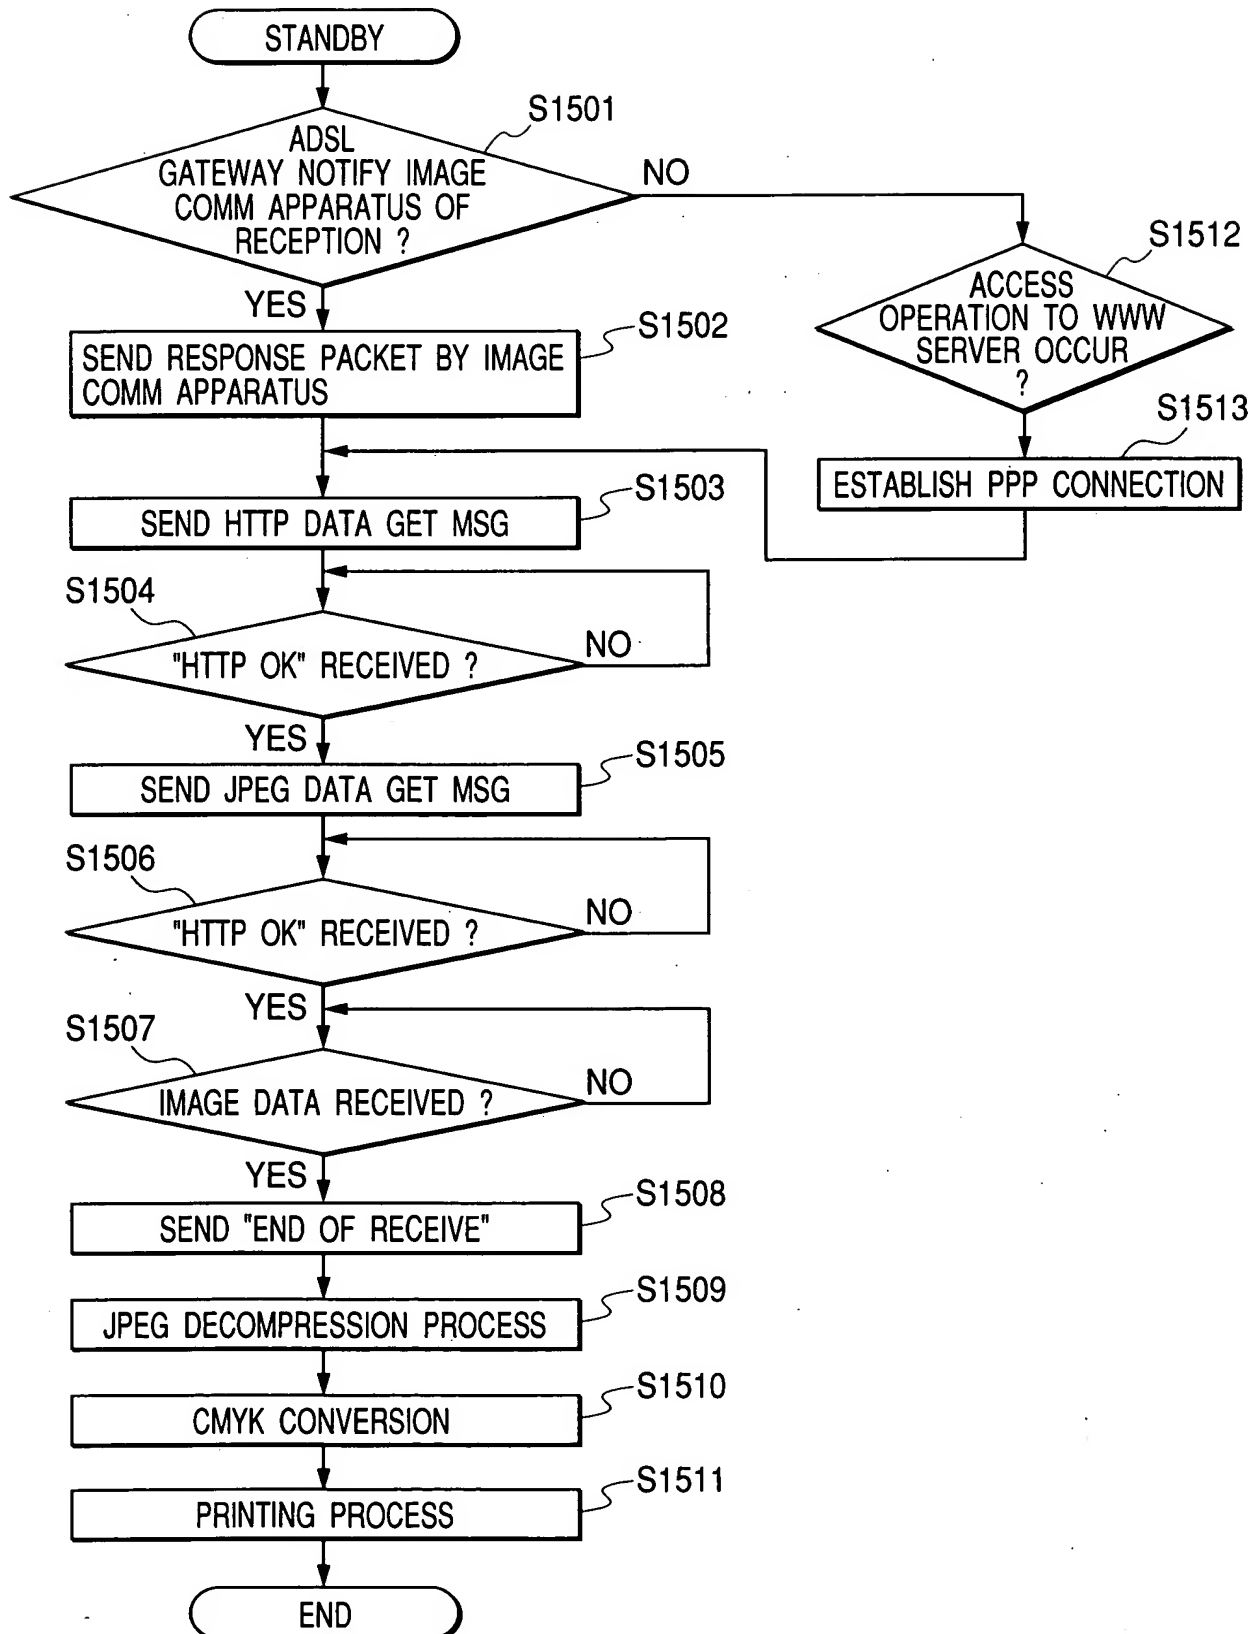 STANDBY
S1501
ADSL
GATEWAY NOTIFY IMAGE
COMM APPARATUS OF
RECEPTION ?
NO
YES
S1512
ACCESS
OPERATION TO WWW
SERVER OCCUR
?
S1502
SEND RESPONSE PACKET BY IMAGE
COMM APPARATUS
S1513
ESTABLISH PPP CONNECTION
S1503
SEND HTTP DATA GET MSG
S1504
"HTTP OK" RECEIVED ?
NO
YES
S1505
SEND JPEG DATA GET MSG
S1506
"HTTP OK" RECEIVED ?
NO
YES
S1507
IMAGE DATA RECEIVED ?
NO
YES
S1508
SEND "END OF RECEIVE"
S1509
JPEG DECOMPRESSION PROCESS
S1510
CMYK CONVERSION
S1511
PRINTING PROCESS
END